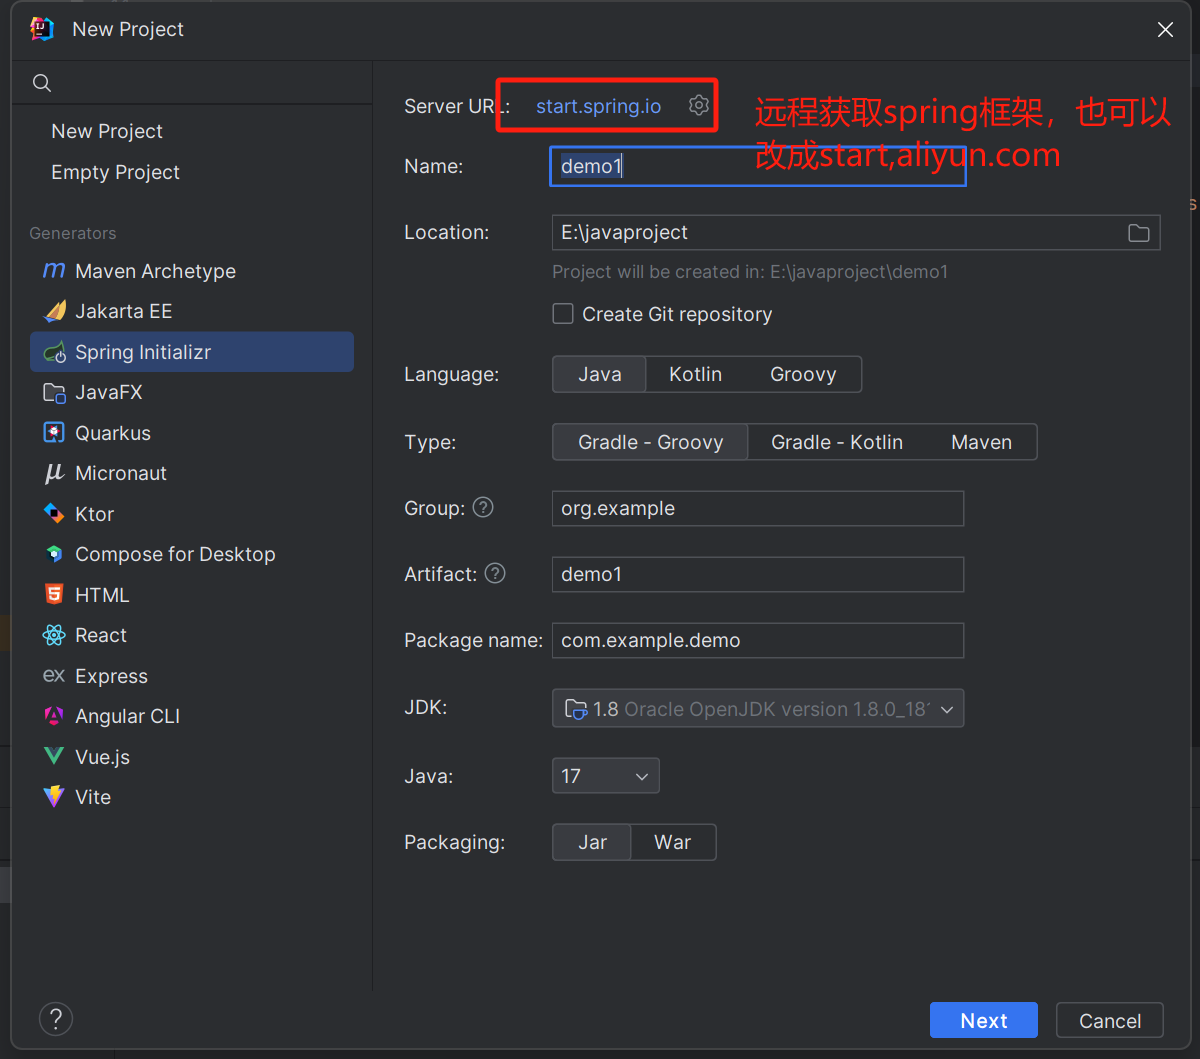 New Project
New Project
Empty Project
Generators
Maven Archetype
Jakarta EE
Spring Initializr
JavaFX
Quarkus
Micronaut
Ktor
Compose for Desktop
HTML
React
Express
Angular CLI
Vue.js
Vite
Server URL: start.spring.io
远程获取spring框架，也可以
改成start,aliyun.com
Name: demo1
Location: E:\javaproject
Project will be created in: E:\javaproject\demo1
Create Git repository
Language: Java Kotlin Groovy
Type: Gradle - Groovy Gradle - Kotlin Maven
Group: org.example
Artifact: demo1
Package name: com.example.demo
JDK: 1.8 Oracle OpenJDK version 1.8.0_18
Java: 17
Packaging: Jar War
Next Cancel